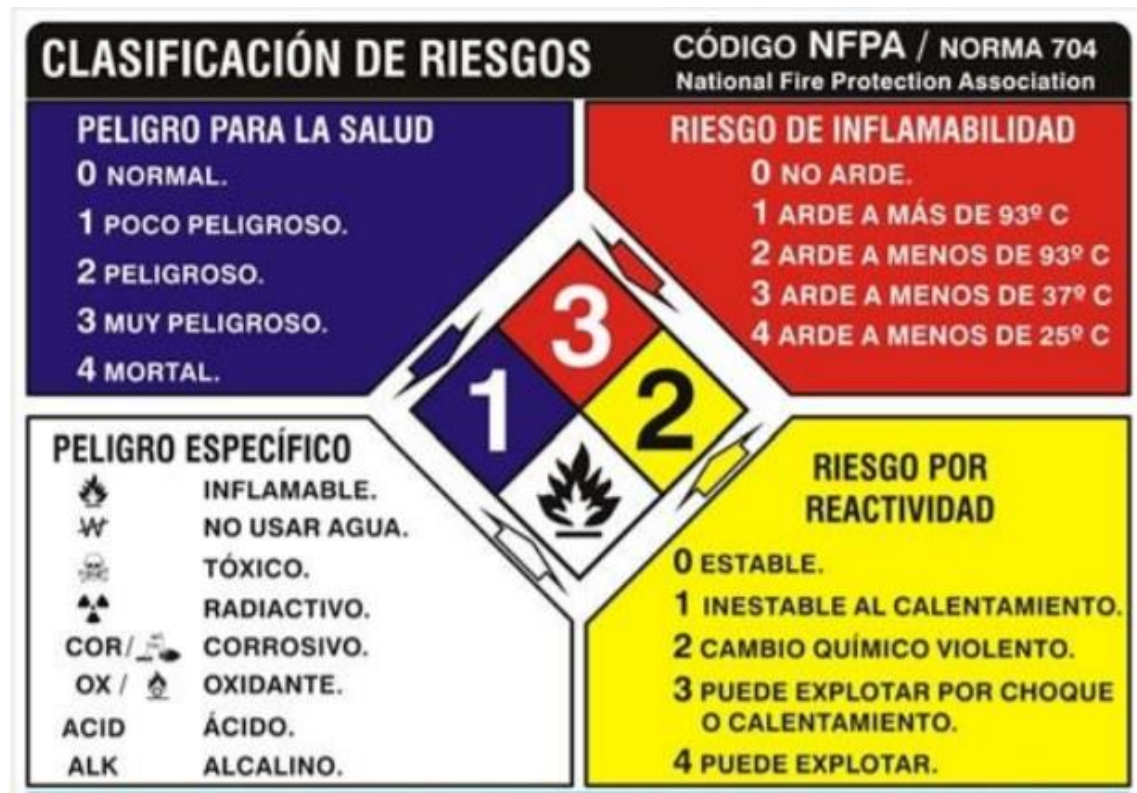 CLASIFICACIÓN DE RIESGOS
CÓDIGO NFPA / NORMA 704
National Fire Protection Association
PELIGRO PARA LA SALUD
0 NORMAL.
1 POCO PELIGROSO.
2 PELIGROSO.
3 MUY PELIGROSO.
4 MORTAL.
RIESGO DE INFLAMABILIDAD
0 NO ARDE.
1 ARDE A MÁS DE 93º C
2 ARDE A MENOS DE 93º C
3 ARDE A MENOS DE 37º C
4 ARDE A MENOS DE 25º C
3
1
2
PELIGRO ESPECÍFICO
INFLAMABLE.
W NO USAR AGUA.
TÓXICO.
RADIACTIVO.
COR/ CORROSIVO.
OX / OXIDANTE.
ACID ÁCIDO.
ALK ALCALINO.
RIESGO POR
REACTIVIDAD
0 ESTABLE.
1 INESTABLE AL CALENTAMIENTO.
2 CAMBIO QUÍMICO VIOLENTO.
3 PUEDE EXPLOTAR POR CHOQUE
O CALENTAMIENTO.
4 PUEDE EXPLOTAR.